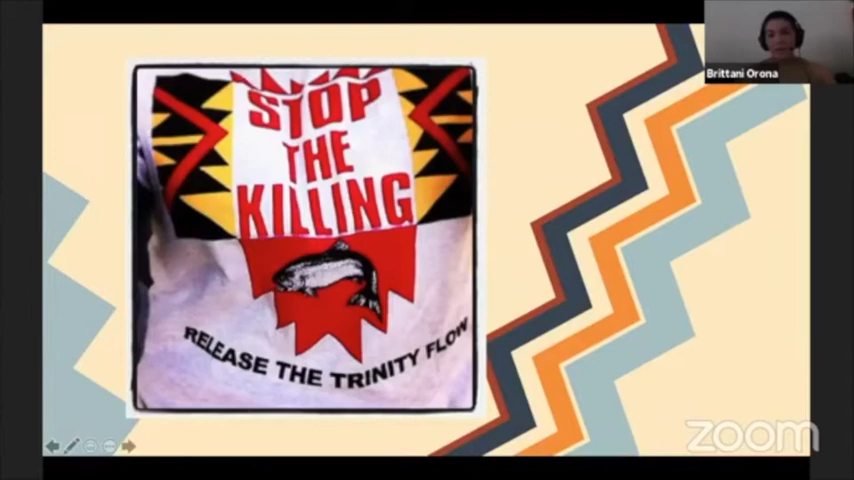 Brittani Orona
STOP
THE
KILLING
RELEASE THE TRINITY FLOW
zoom